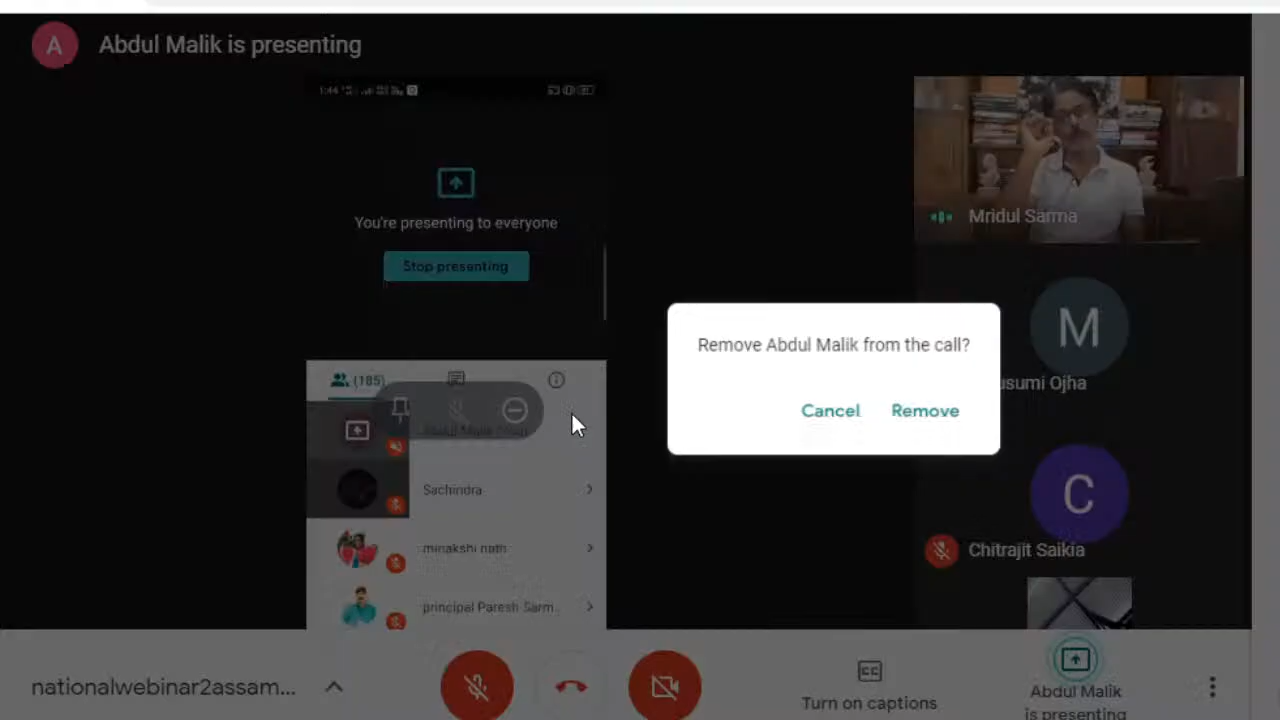 A
Abdul Malik is presenting
You're presenting to everyone
Stop presenting
Mridul Sarma
M
usumi Ojha
Remove Abdul Malik from the call?
Cancel
Remove
(185)
Sachindra
minakshi nath
principal Paresh Sarm...
C
Chitrajit Saikia
nationalwebinar2assam...
CC
Turn on captions
Abdul Malik
is presenting